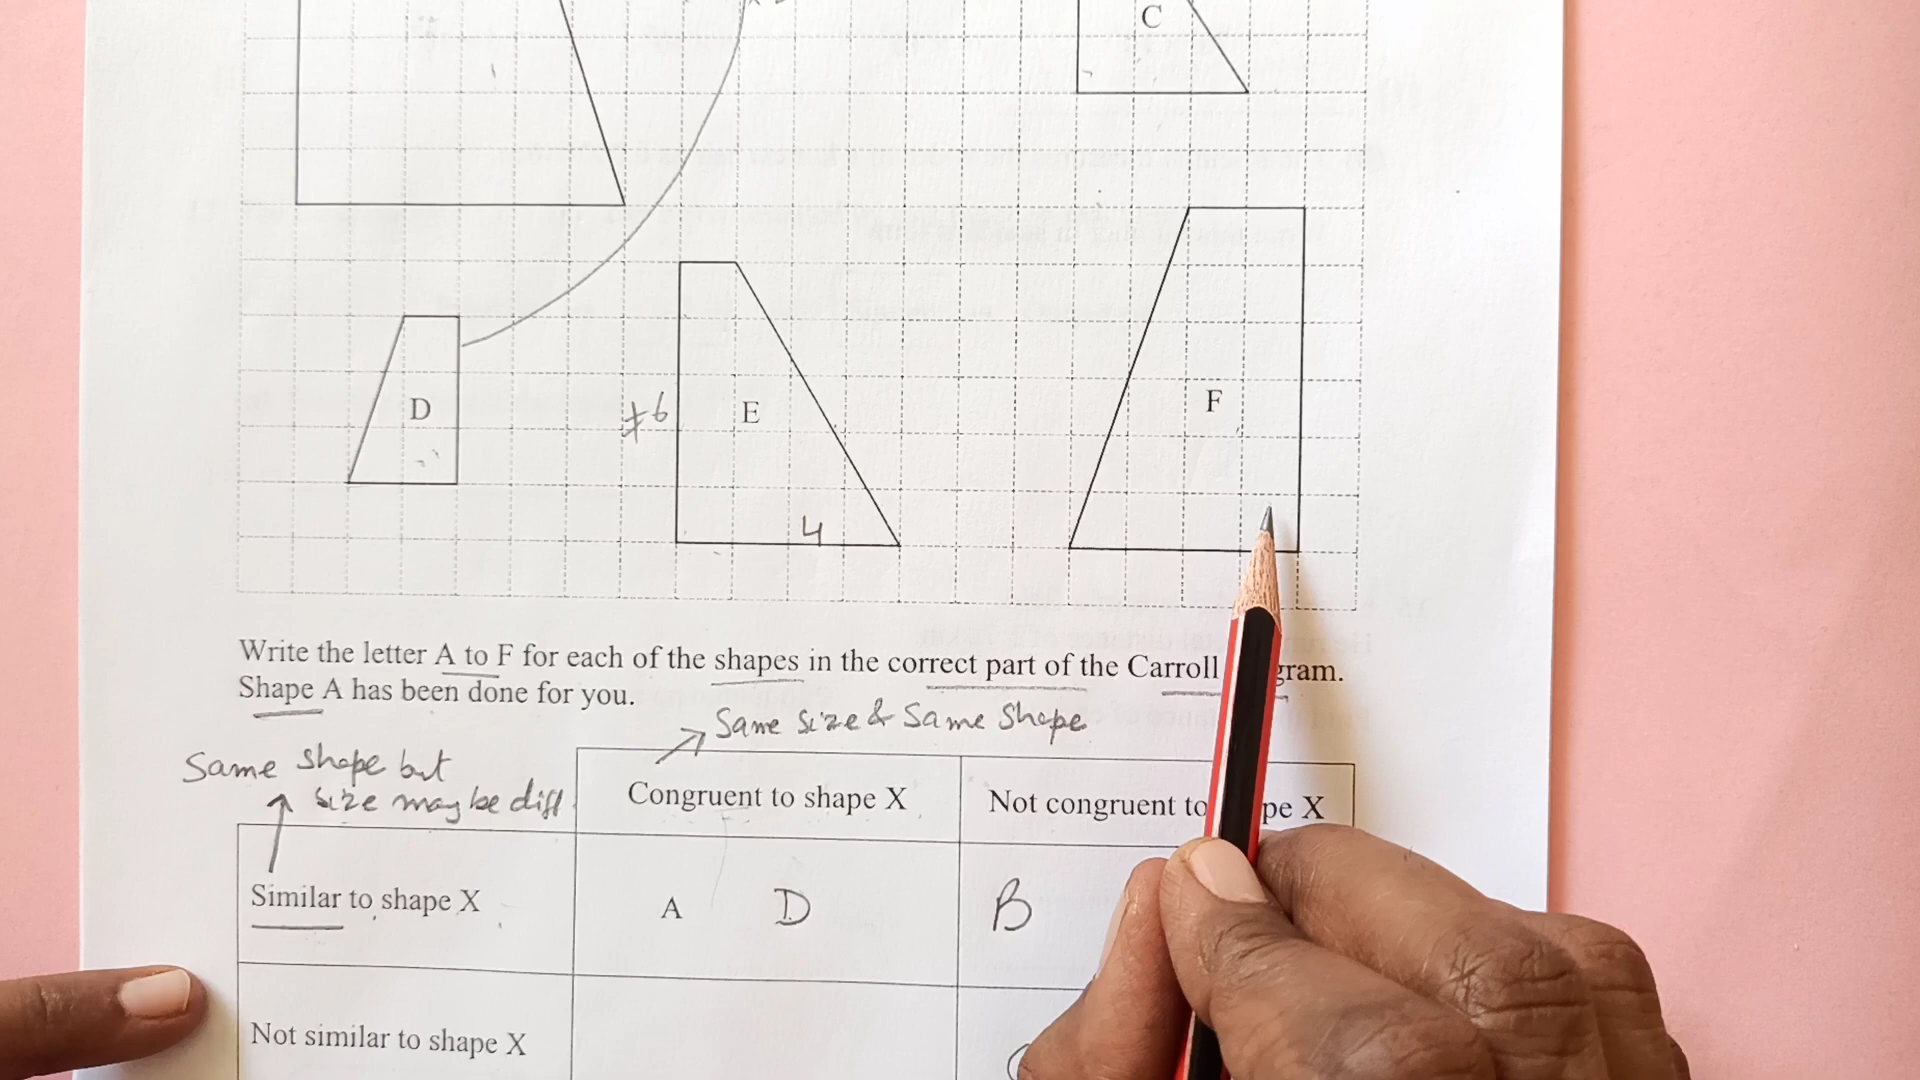 C
D
≠6
E
F
4
Write the letter A to F for each of the shapes in the correct part of the Carroll gram.
Shape A has been done for you.
Same size & Same Shape
Same shape but
size may be diff
Congruent to shape X
Not congruent to pe X
Similar to shape X
A D
B
Not similar to shape X